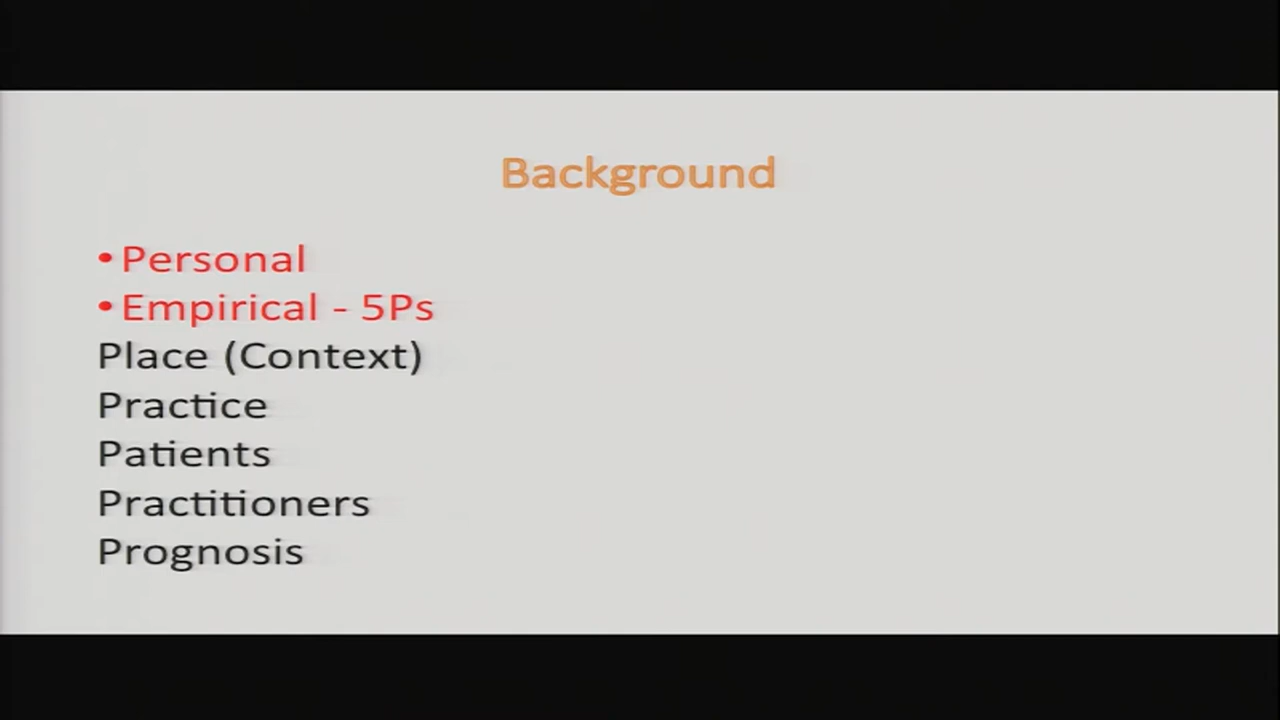 Background
• Personal
• Empirical - 5Ps
Place (Context)
Practice
Patients
Practitioners
Prognosis